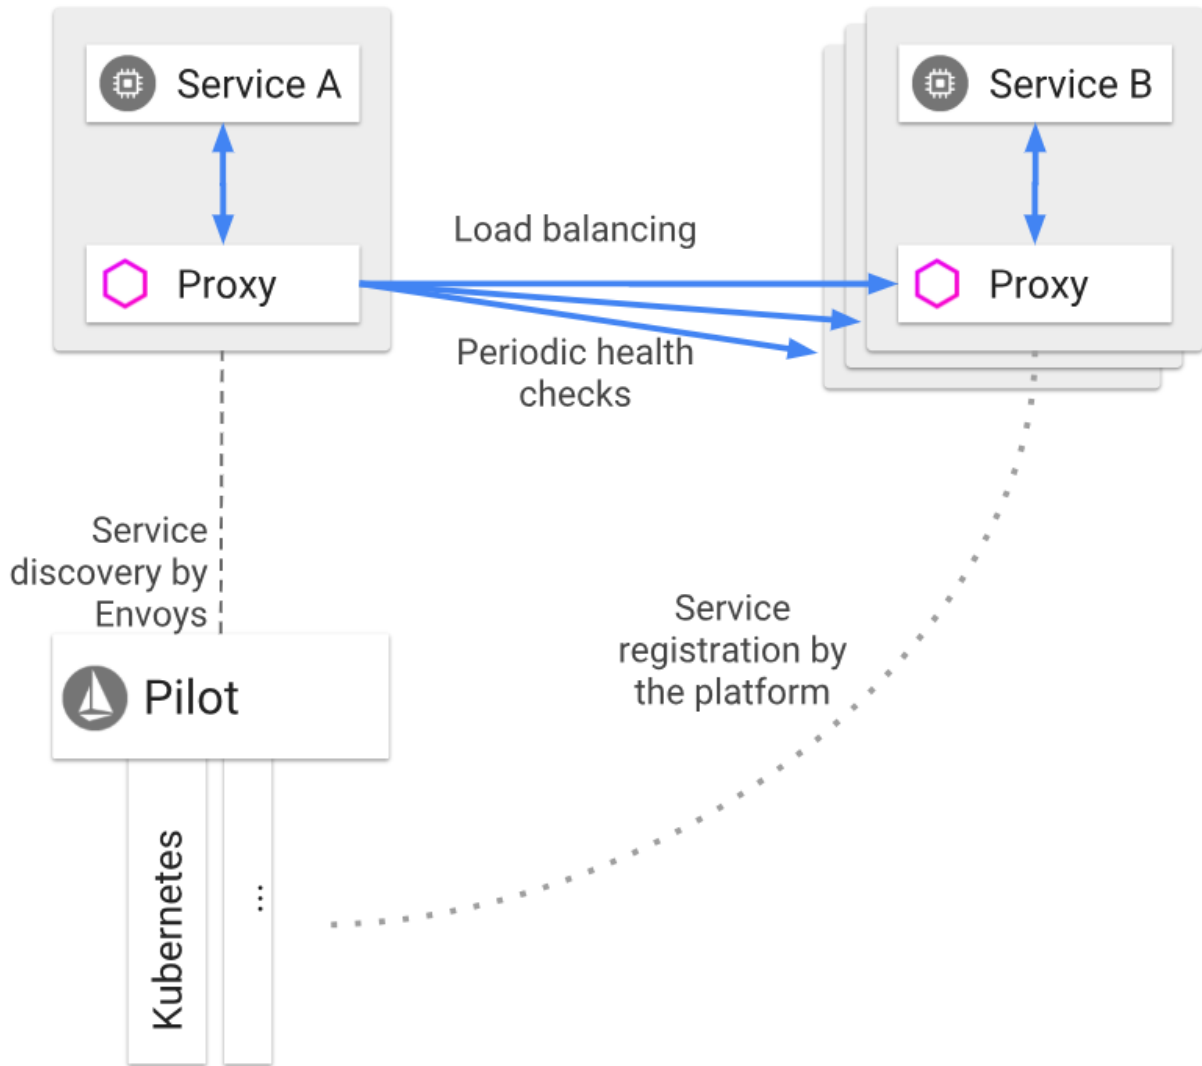 Service A
Service B
Load balancing
Proxy
Proxy
Periodic health
checks
Service
discovery by
Envoys
Service
registration by
the platform
Pilot
Kubernetes
...